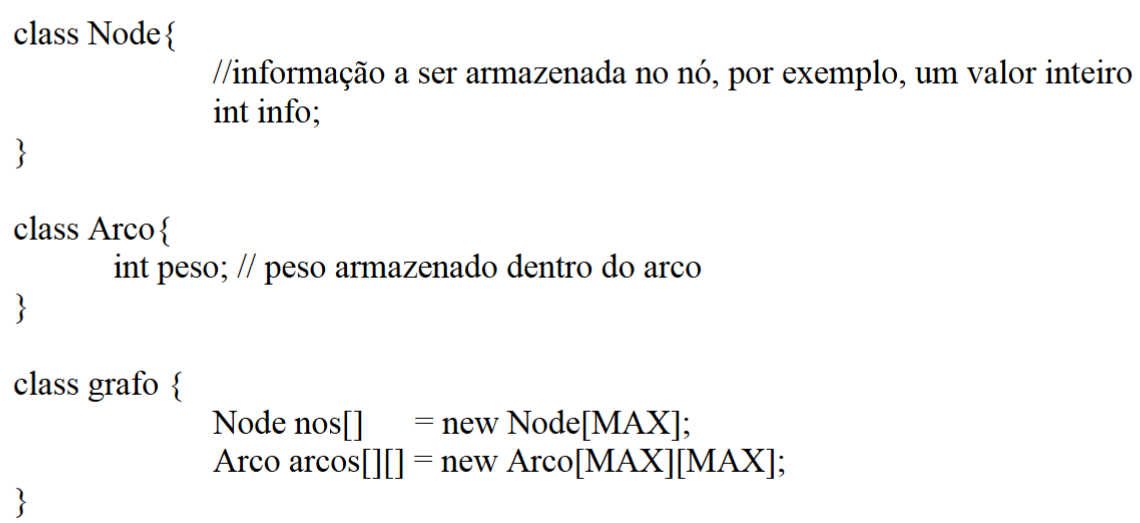 class Node{
//informação a ser armazenada no nó, por exemplo, um valor inteiro
int info;
}
class Arco{
int peso; // peso armazenado dentro do arco
}
class grafo {
Node nos[] = new Node[MAX];
Arco arcos[][] = new Arco[MAX][MAX];
}